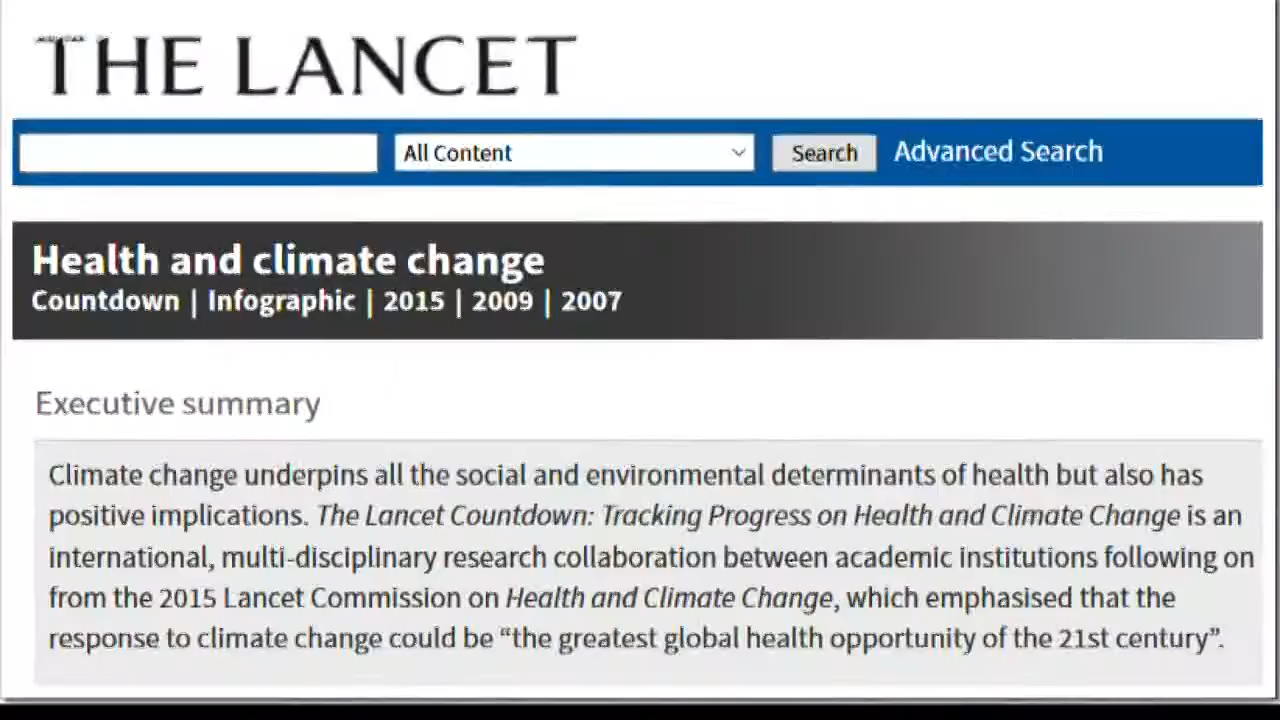 THE LANCET
All Content Search Advanced Search
Health and climate change
Countdown | Infographic | 2015 | 2009 | 2007
Executive summary
Climate change underpins all the social and environmental determinants of health but also has
positive implications. The Lancet Countdown: Tracking Progress on Health and Climate Change is an
international, multi-disciplinary research collaboration between academic institutions following on
from the 2015 Lancet Commission on Health and Climate Change, which emphasised that the
response to climate change could be “the greatest global health opportunity of the 21st century”.